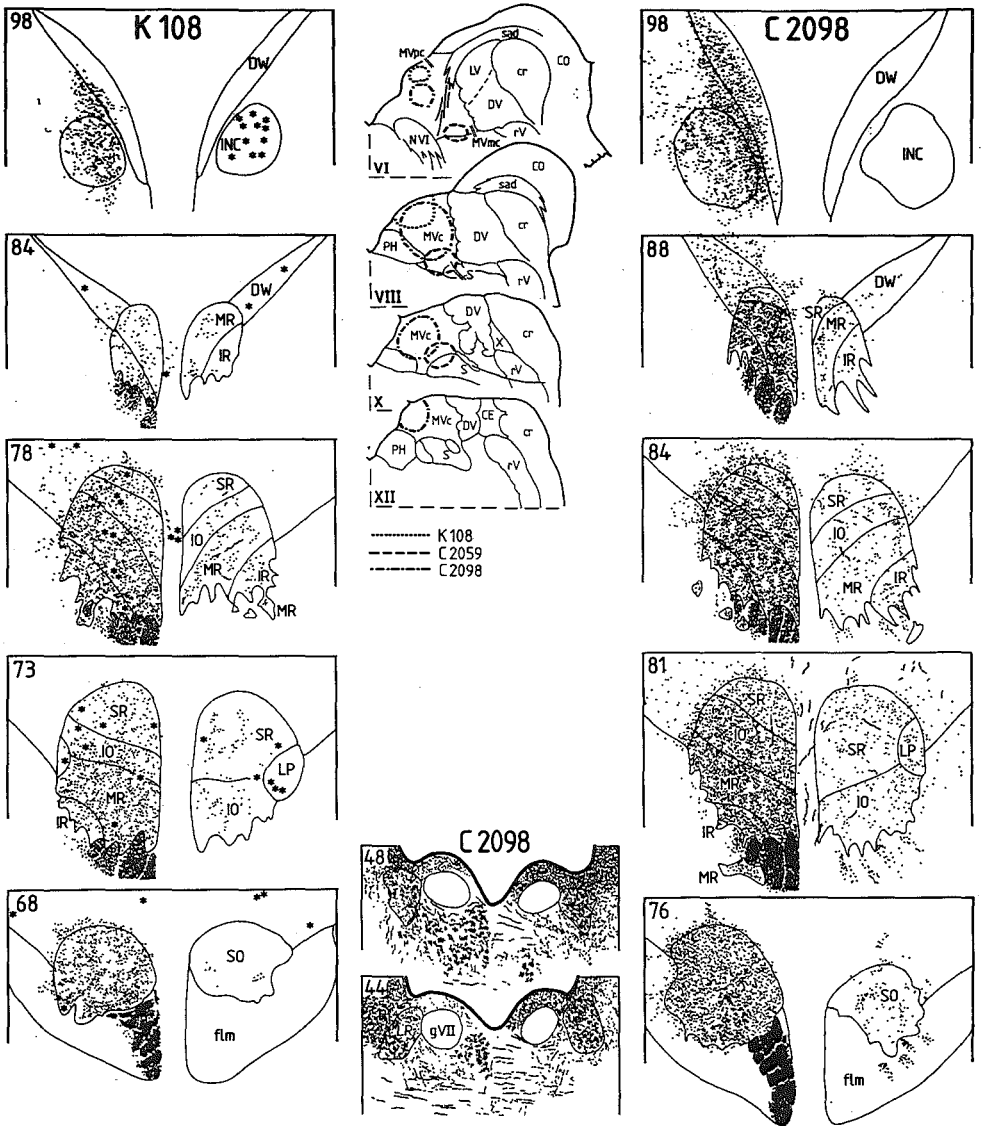 98
K 108
DW
INC
84
DW
MR
IR
78
SR
IO
MR
IR
MR
73
SR
IO
MR
IR
SR
LP
IO
68
SO
flm
MVpc
sad
CO
LV
cr
DV
NVI
rV
MVmc
VI
CO
sad
PH
MVc
DV
cr
S
rV
VIII
DV
MVc
cr
X
S
rV
X
PH
MVc
DV
CE
cr
S
rV
XII
K108
C2059
C2098
C 2098
48
44
LR
gVII
98
C 2098
DW
INC
88
DW
SR
MR
IR
84
SR
IO
MR
IR
81
SR
IO
MR
IR
MR
SR
LP
IO
76
SO
flm